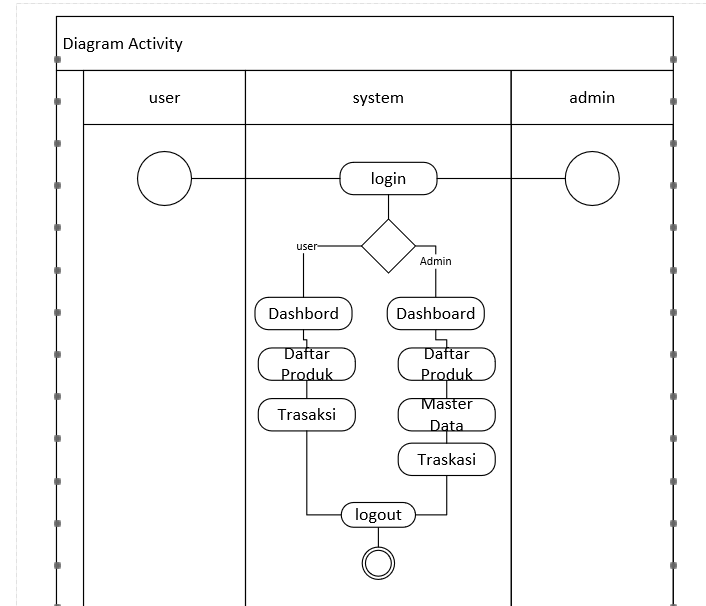 Diagram Activity
user
system
admin
login
user
Admin
Dashbord
Dashboard
Daftar
Produk
Daftar
Produk
Trasaksi
Master
Data
Traskasi
logout